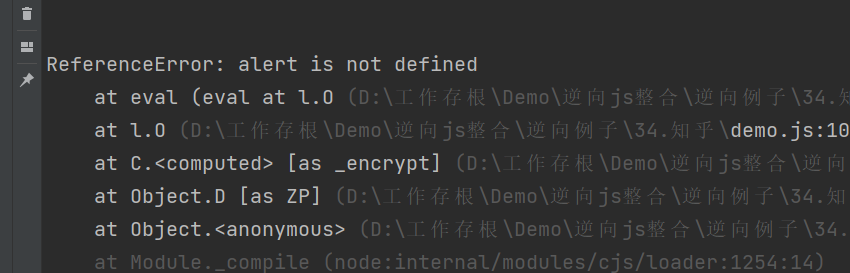 ReferenceError: alert is not defined
at eval (eval at l.O (D:\工作存根\Demo\逆向js整合\逆向例子\34.知
at l.O (D:\工作存根\Demo\逆向js整合\逆向例子\34.知乎\demo.js:10
at C.<computed> [as _encrypt] (D:\工作存根\Demo\逆向js整合\逆向
at Object.D [as ZP] (D:\工作存根\Demo\逆向js整合\逆向例子\34.知
at Object.<anonymous> (D:\工作存根\Demo\逆向js整合\逆向例子\34.
at Module._compile (node:internal/modules/cjs/loader:1254:14)